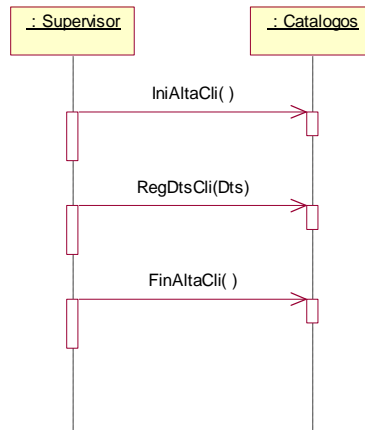 : Supervisor
: Catalogos
IniAltaCli( )
RegDtsCli(Dts)
FinAltaCli( )